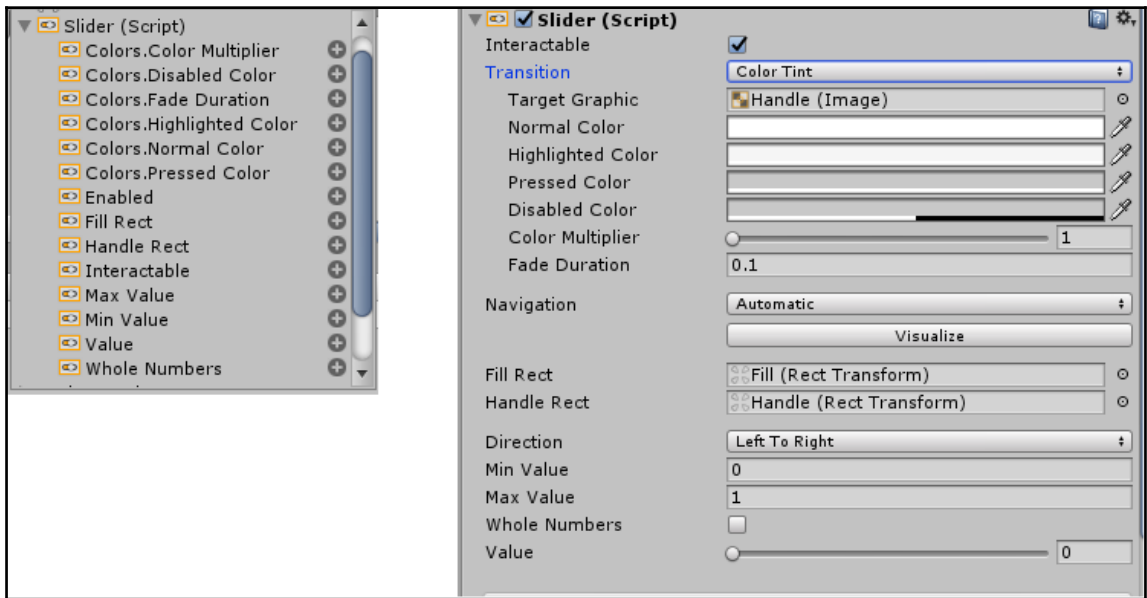 Slider (Script)
Colors.Color Multiplier
Colors.Disabled Color
Colors.Fade Duration
Colors.Highlighted Color
Colors.Normal Color
Colors.Pressed Color
Enabled
Fill Rect
Handle Rect
Interactable
Max Value
Min Value
Value
Whole Numbers
Slider (Script)
Interactable
Transition Color Tint
Target Graphic Handle (Image)
Normal Color
Highlighted Color
Pressed Color
Disabled Color
Color Multiplier 1
Fade Duration 0.1
Navigation Automatic
Visualize
Fill Rect Fill (Rect Transform)
Handle Rect Handle (Rect Transform)
Direction Left To Right
Min Value 0
Max Value 1
Whole Numbers
Value 0